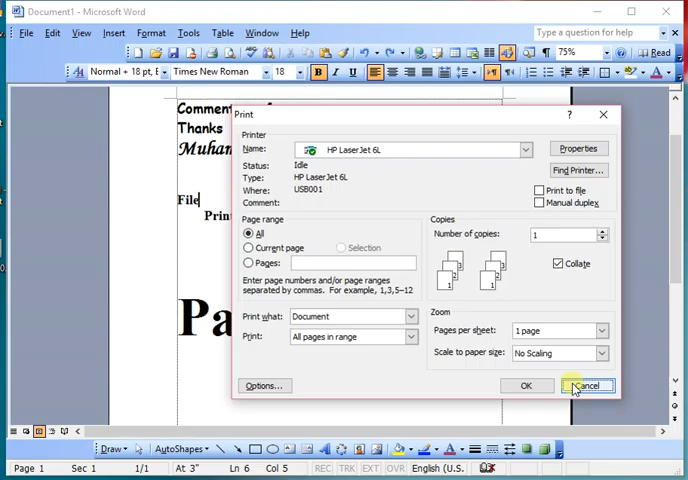 Document1 - Microsoft Word
File Edit View Insert Format Tools Table Window Help Type a question for help
75% Read
Normal + 18 pt, Times New Roman 18 B I
Comment
Thanks
File
Print
Pa
Print
Printer
Name: HP LaserJet 6L Properties
Status: Idle Find Printer...
Type: HP LaserJet 6L
Where: USB001 Print to file
Comment: Manual duplex
Page range Copies
All Number of copies: 1
Current page Selection
Pages: Collate
Enter page numbers and/or page ranges
separated by commas. For example, 1,3,5–12
Print what: Document Zoom
Pages per sheet: 1 page
Print: All pages in range
Scale to paper size: No Scaling
Options... OK Cancel
Draw AutoShapes
Page 1 Sec 1 1/1 At 3" Ln 6 Col 5 REC TRK EXT OVR English (U.S.